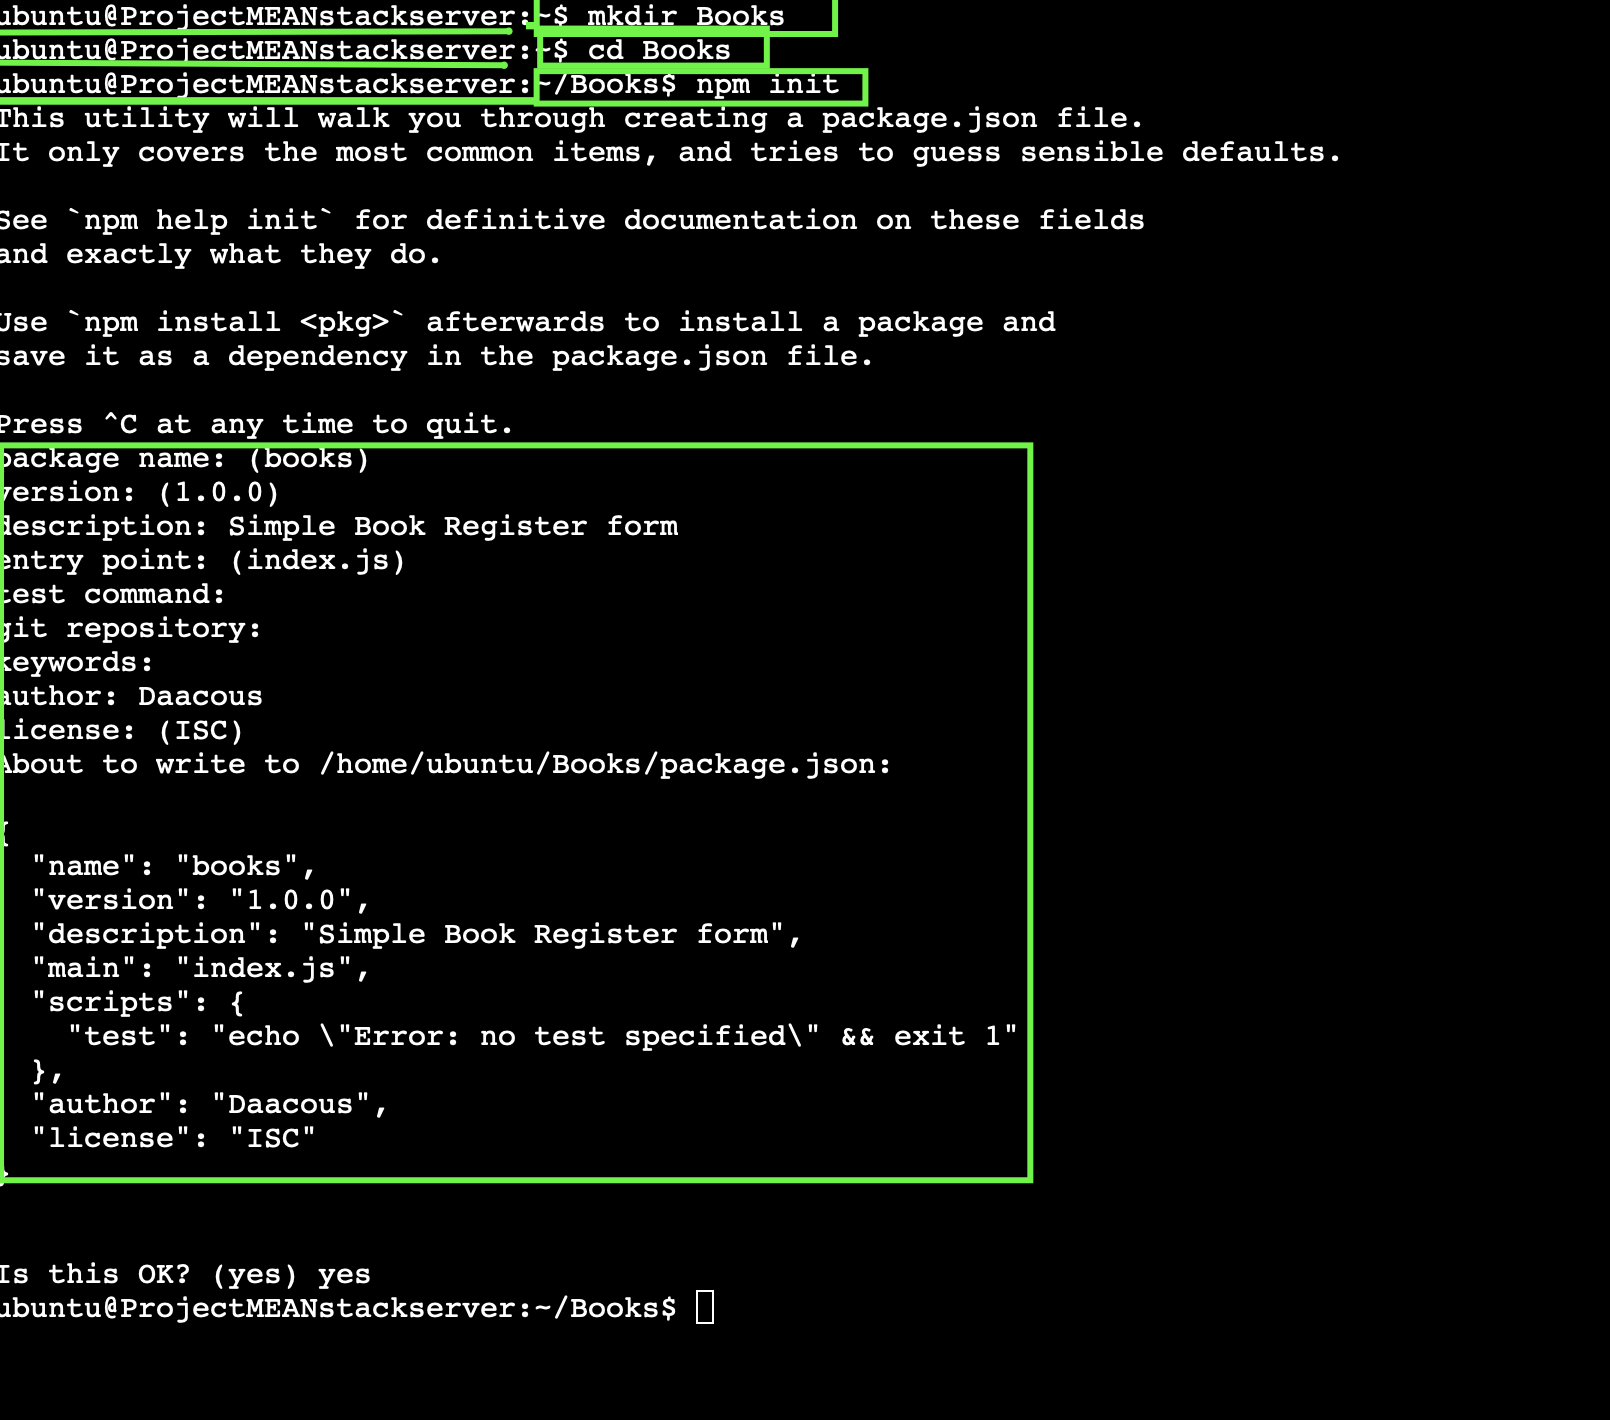 ubuntu@ProjectMEANstackserver:~$ mkdir Books
ubuntu@ProjectMEANstackserver:~$ cd Books
ubuntu@ProjectMEANstackserver:~/Books$ npm init
This utility will walk you through creating a package.json file.
It only covers the most common items, and tries to guess sensible defaults.

See `npm help init` for definitive documentation on these fields
and exactly what they do.

Use `npm install <pkg>` afterwards to install a package and
save it as a dependency in the package.json file.

Press ^C at any time to quit.
package name: (books)
version: (1.0.0)
description: Simple Book Register form
entry point: (index.js)
test command:
git repository:
keywords:
author: Daacous
license: (ISC)
About to write to /home/ubuntu/Books/package.json:

{
  "name": "books",
  "version": "1.0.0",
  "description": "Simple Book Register form",
  "main": "index.js",
  "scripts": {
    "test": "echo \"Error: no test specified\" && exit 1"
  },
  "author": "Daacous",
  "license": "ISC"
}

Is this OK? (yes) yes
ubuntu@ProjectMEANstackserver:~/Books$